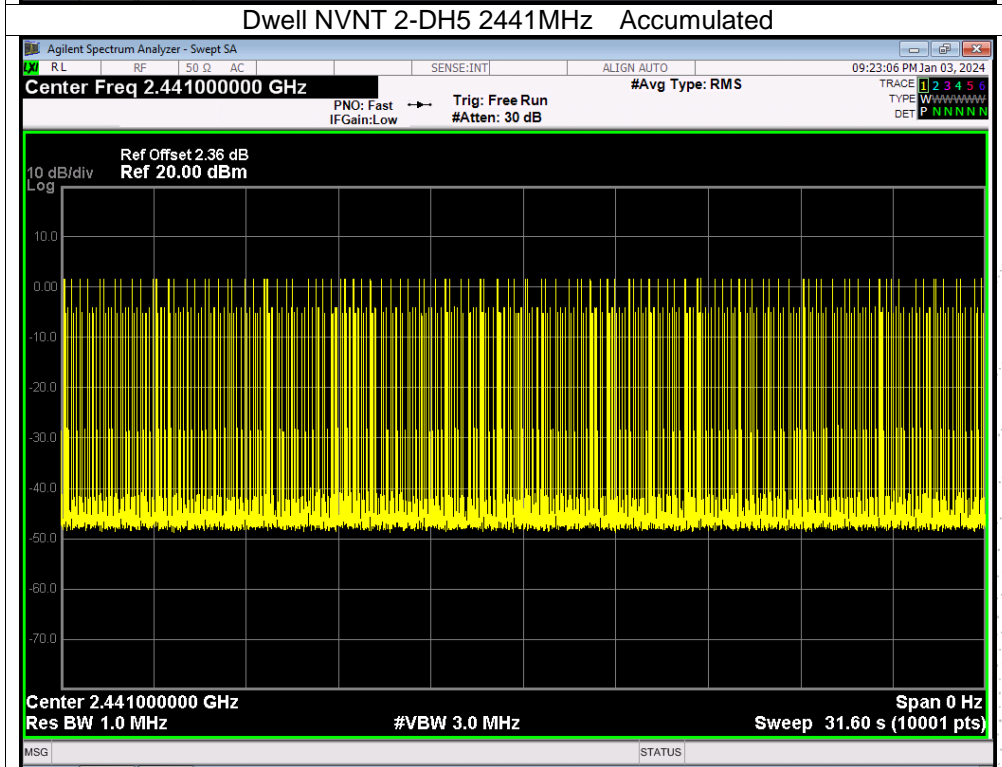 Dwell NVNT 2-DH5 2441MHz Accumulated
Agilent Spectrum Analyzer - Swept SA
LXI RL RF 50 Ω AC SENSE:INT ALIGN AUTO 09:23:06 PM Jan 03, 2024
Center Freq 2.441000000 GHz #Avg Type: RMS TRACE 1 2 3 4 5 6
PNO: Fast Trig: Free Run TYPE WWWWWW
IFGain:Low #Atten: 30 dB DET P N N N N N
Ref Offset 2.36 dB
10 dB/div Ref 20.00 dBm
Log
10.0
0.00
-10.0
-20.0
-30.0
-40.0
-50.0
-60.0
-70.0
Center 2.441000000 GHz Span 0 Hz
Res BW 1.0 MHz #VBW 3.0 MHz Sweep 31.60 s (10001 pts)
MSG STATUS